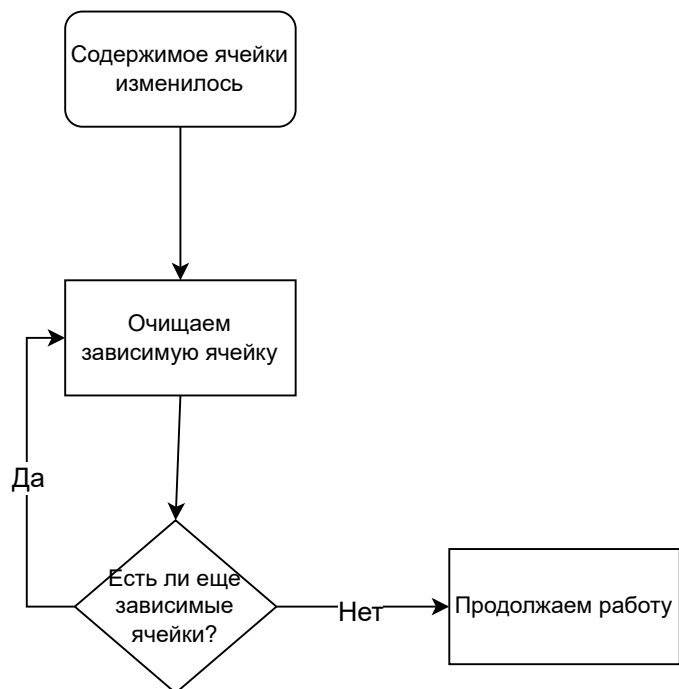 Содержимое ячейки
изменилось
Очищаем
зависимую ячейку
Да
Есть ли еще
зависимые
ячейки?
Нет
Продолжаем работу